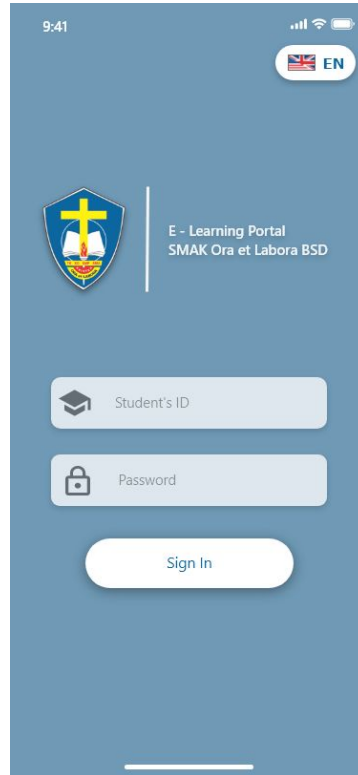 9:41
EN
E - Learning Portal
SMAK Ora et Labora BSD
Student's ID
Password
Sign In